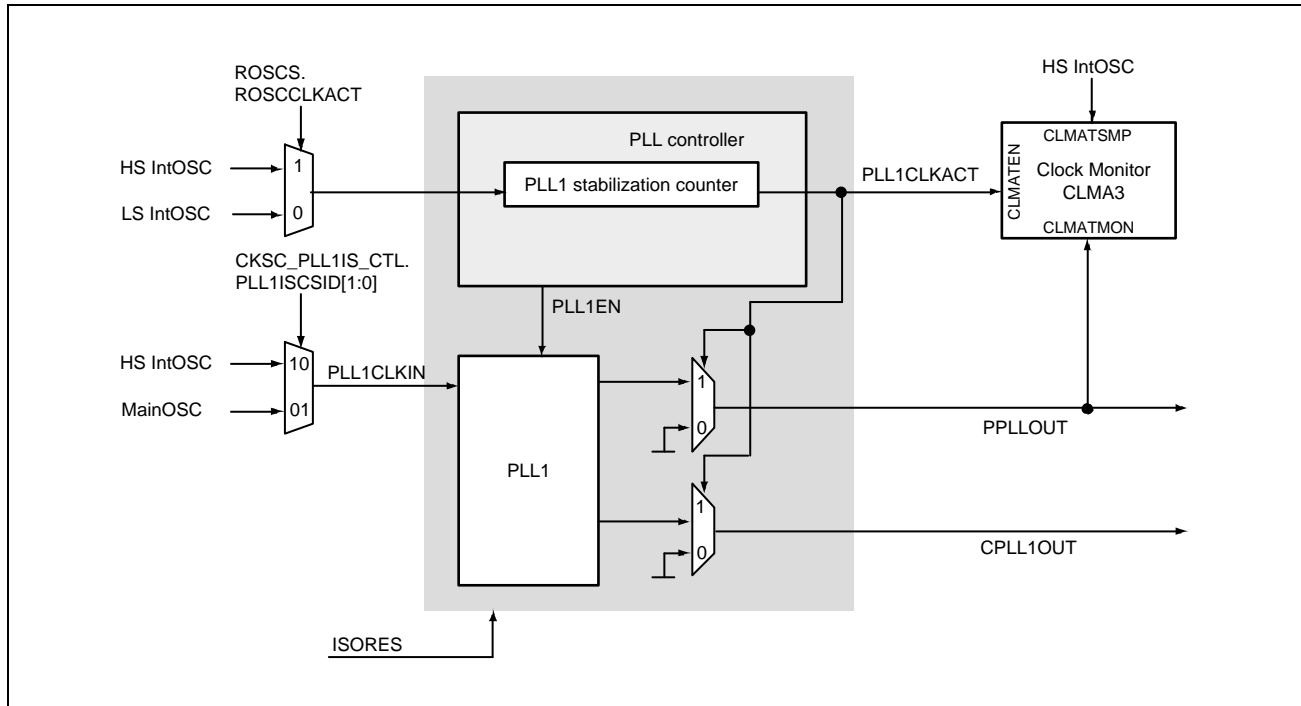 ROSCS.
ROSCCLKACT
HS IntOSC
LS IntOSC
1
0
CKSC_PLL1IS_CTL.
PLL1ISCSID[1:0]
HS IntOSC
MainOSC
10
01
PLL1CLKIN
PLL controller
PLL1 stabilization counter
PLL1EN
PLL1
PLL1CLKACT
HS IntOSC
CLMATSMP
CLMATEN
Clock Monitor
CLMA3
CLMATMON
1
0
PPLLOUT
1
0
CPLL1OUT
ISORES